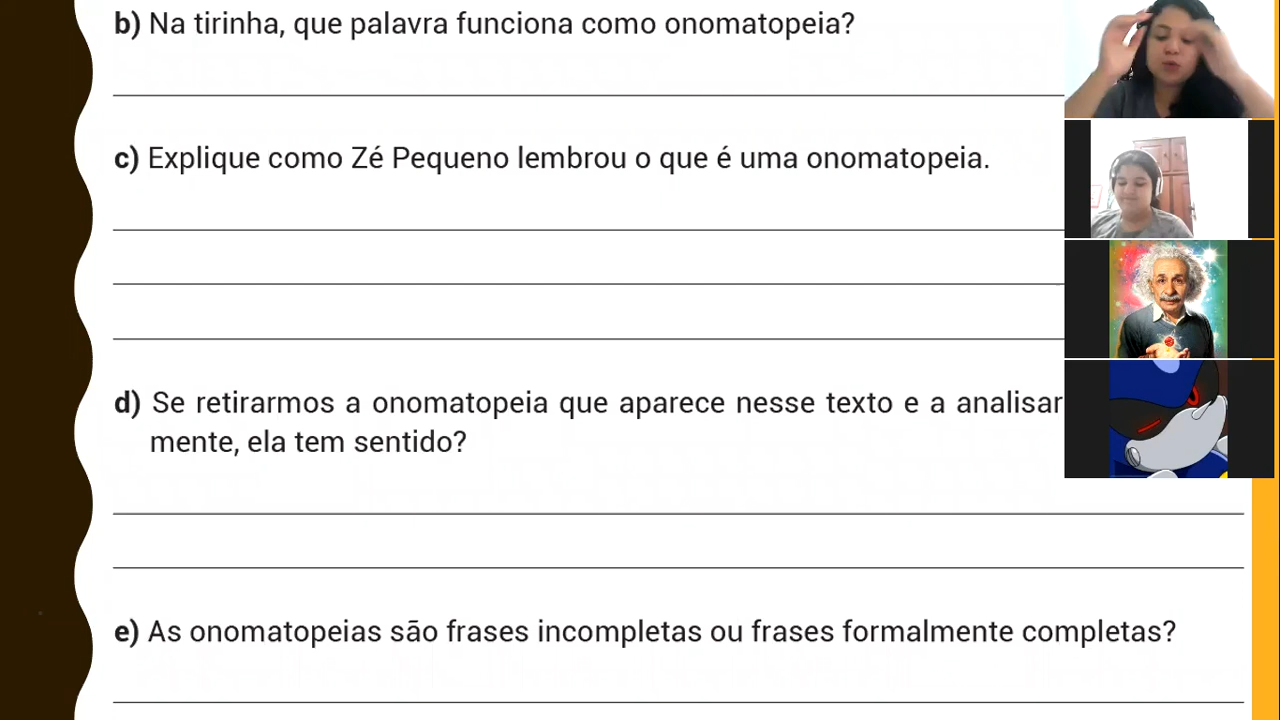 b) Na tirinha, que palavra funciona como onomatopeia?
c) Explique como Zé Pequeno lembrou o que é uma onomatopeia.
d) Se retirarmos a onomatopeia que aparece nesse texto e a analisar
mente, ela tem sentido?
e) As onomatopeias são frases incompletas ou frases formalmente completas?